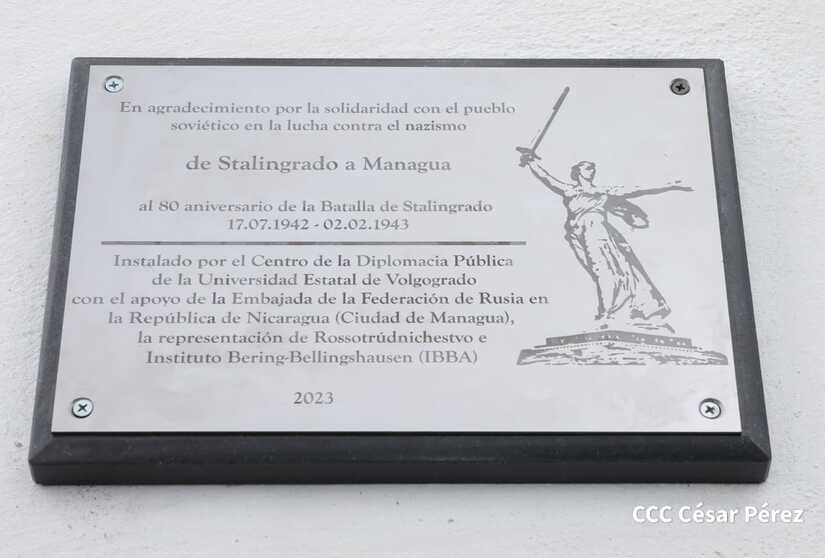 En agradecimiento por la solidaridad con el pueblo
soviético en la lucha contra el nazismo
de Stalingrado a Managua
al 80 aniversario de la Batalla de Stalingrado
17.07.1942 - 02.02.1943
Instalado por el Centro de la Diplomacia Pública
de la Universidad Estatal de Volgogrado
con el apoyo de la Embajada de la Federación de Rusia en
la República de Nicaragua (Ciudad de Managua),
la representación de Rossotrúdnichestvo e
Instituto Bering-Bellingshausen (IBBA)
2023
CCC César Pérez